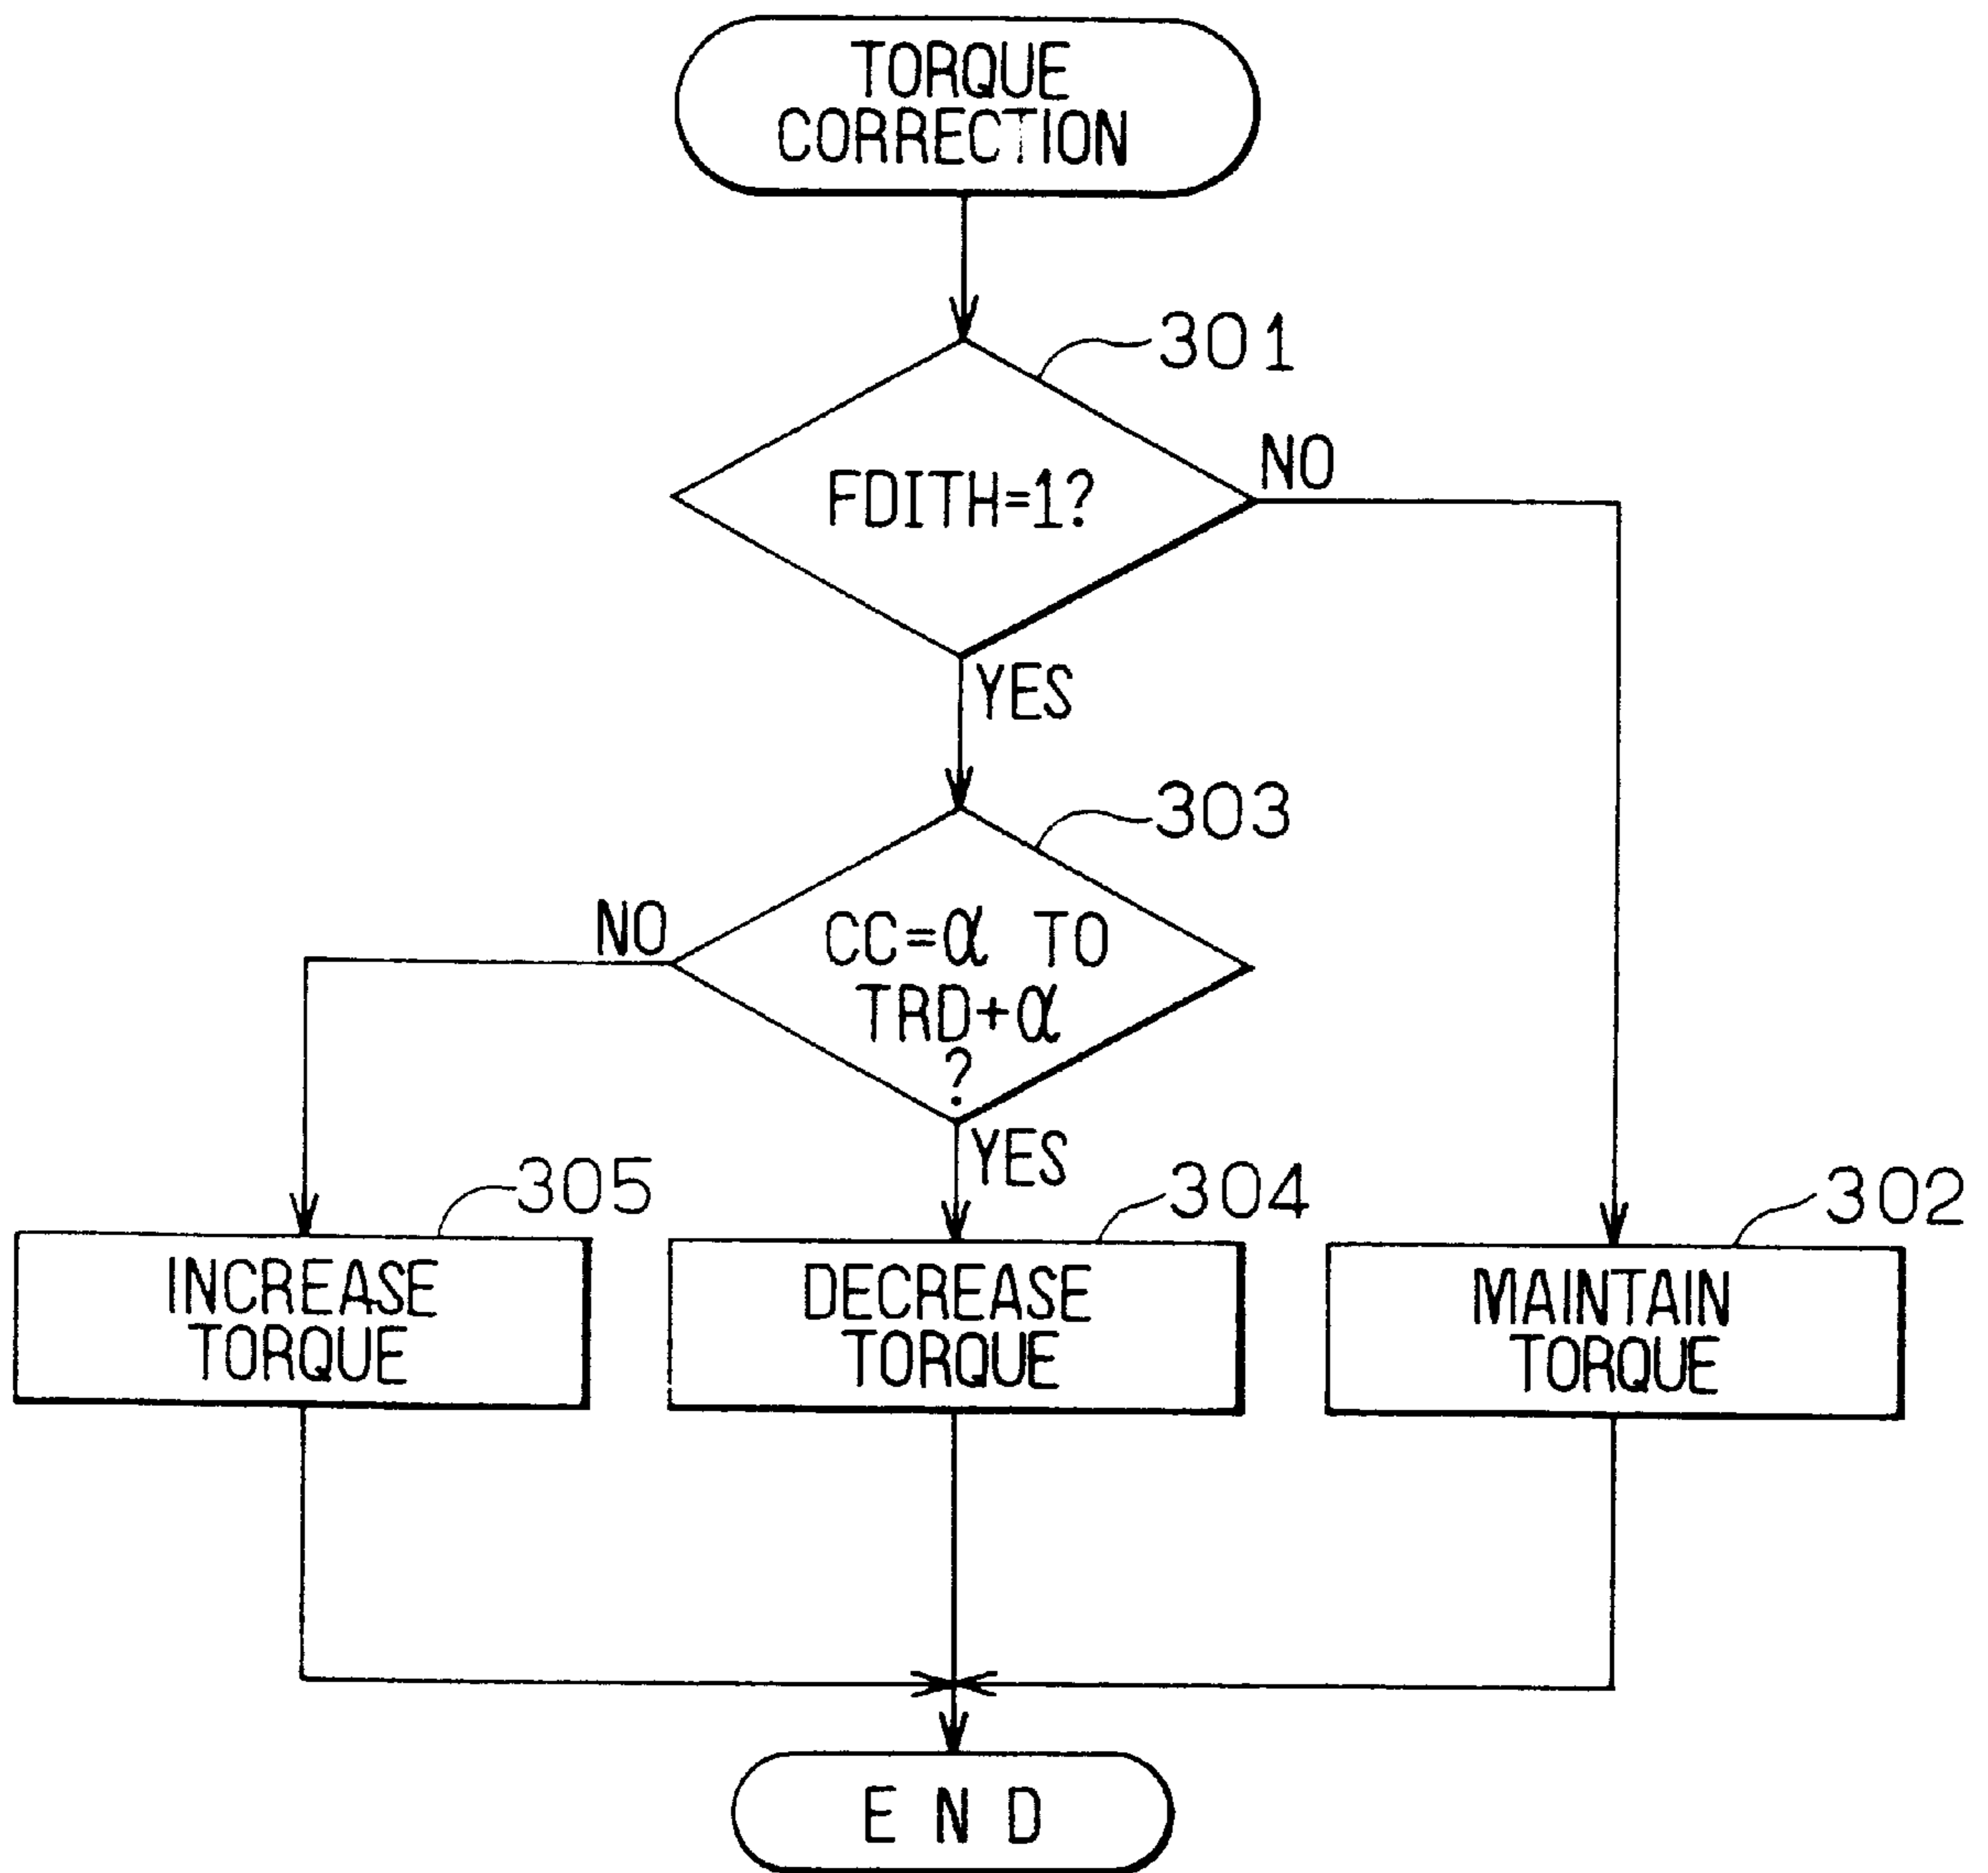 TORQUE
CORRECTION
301
FDITH=1?
NO
YES
303
NO
CC=α TO
TRD+α
?
YES
305
304
302
INCREASE
TORQUE
DECREASE
TORQUE
MAINTAIN
TORQUE
END